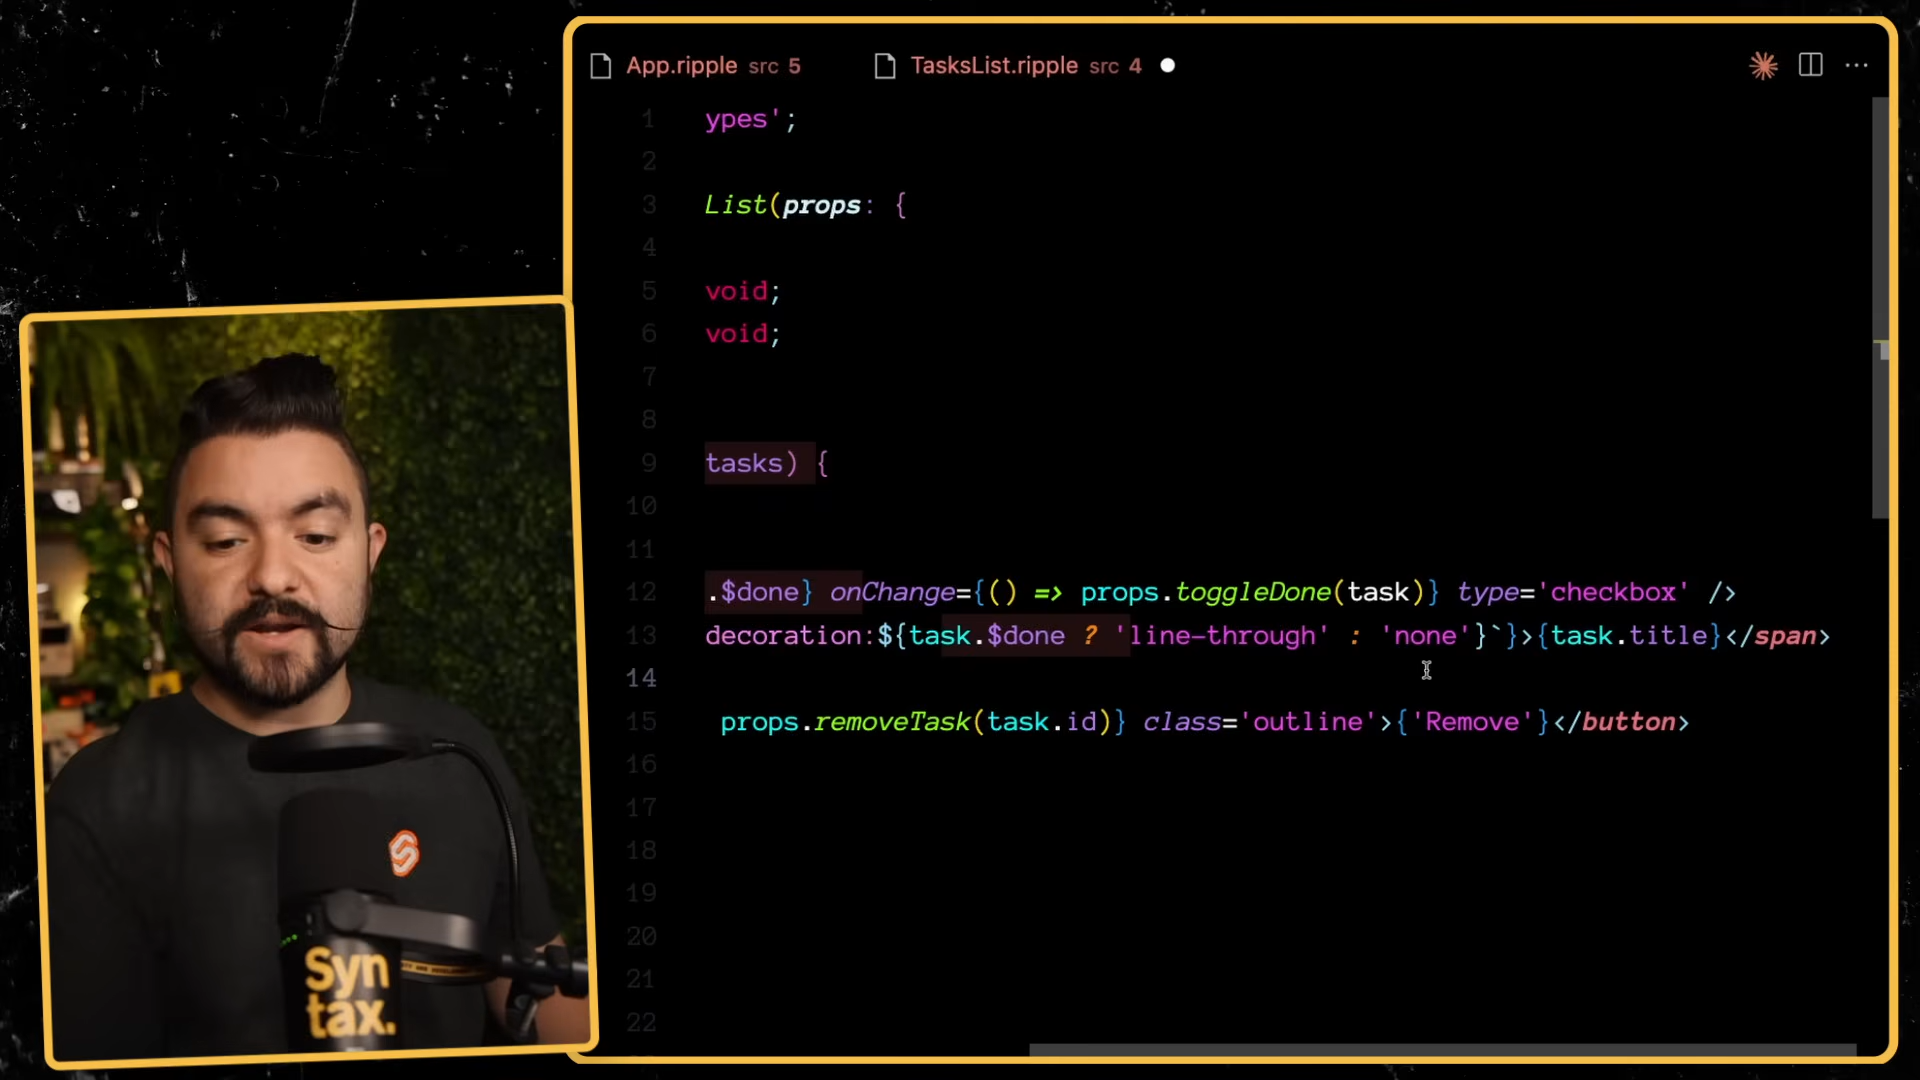 App.ripple src 5
TasksList.ripple src 4
1 ypes';
2
3 List(props: {
4
5 void;
6 void;
7
8
9 tasks) {
10
11
12 .$done} onChange={() => props.toggleDone(task)} type='checkbox' />
13 decoration:${task.$done ? 'line-through' : 'none'}`}>{task.title}</span>
14
15 props.removeTask(task.id)} class='outline'>{'Remove'}</button>
16
17
18
19
20
21
22
Syn
tax.